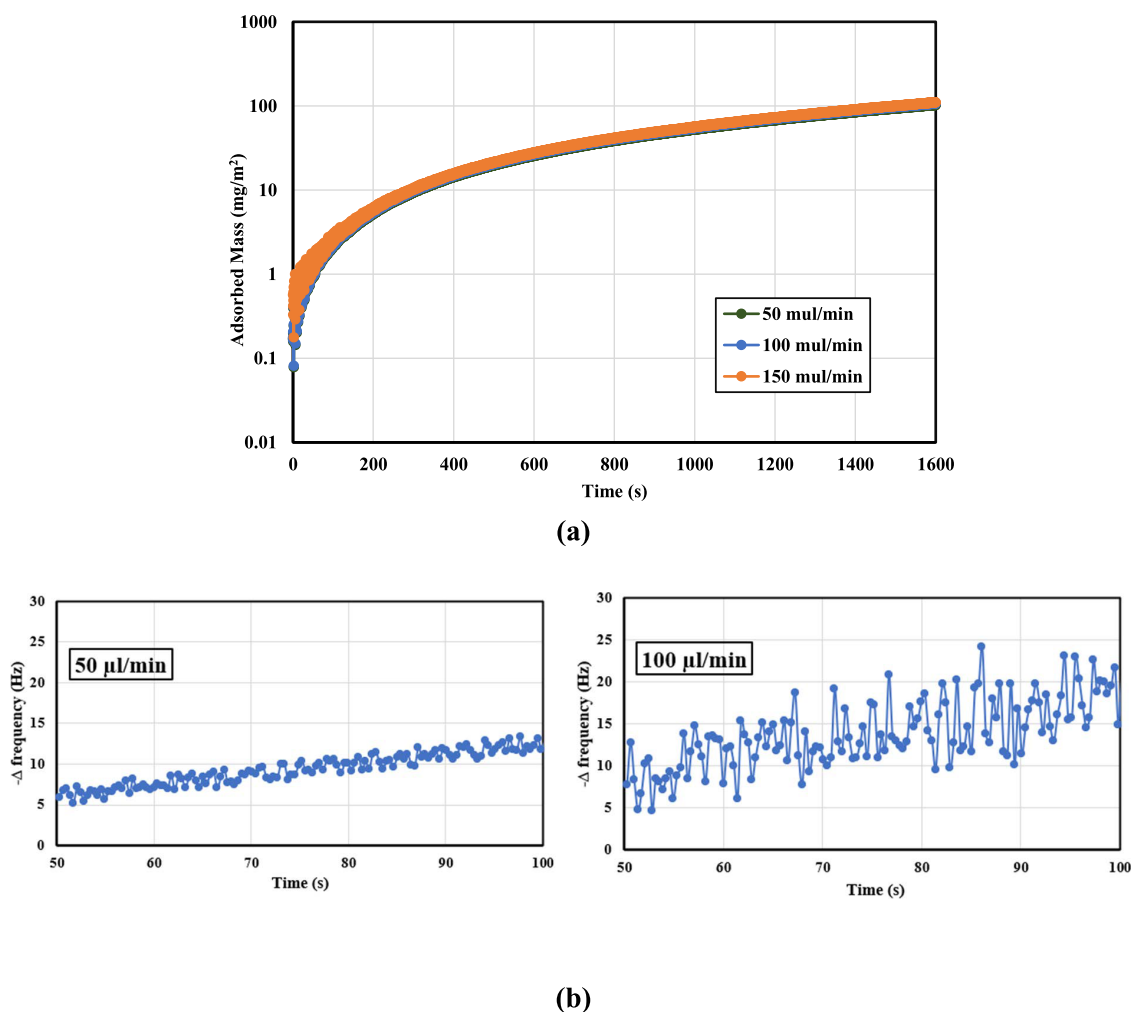 1000
100
10
1
0.1
0.01
Adsorbed Mass (mg/m²)
50 mul/min
100 mul/min
150 mul/min
0 200 400 600 800 1000 1200 1400 1600
Time (s)
(a)
30
25
20
15
10
5
0
-Δ frequency (Hz)
50 µl/min
50 60 70 80 90 100
Time (s)
30
25
20
15
10
5
0
-Δ frequency (Hz)
100 µl/min
50 60 70 80 90 100
Time (s)
(b)